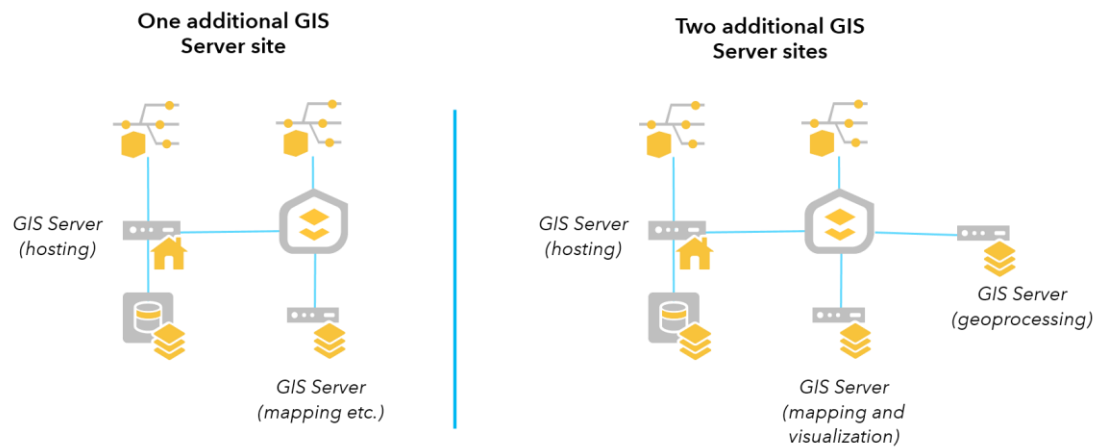 One additional GIS
Server site
GIS Server
(hosting)
GIS Server
(mapping etc.)
Two additional GIS
Server sites
GIS Server
(hosting)
GIS Server
(geoprocessing)
GIS Server
(mapping and
visualization)